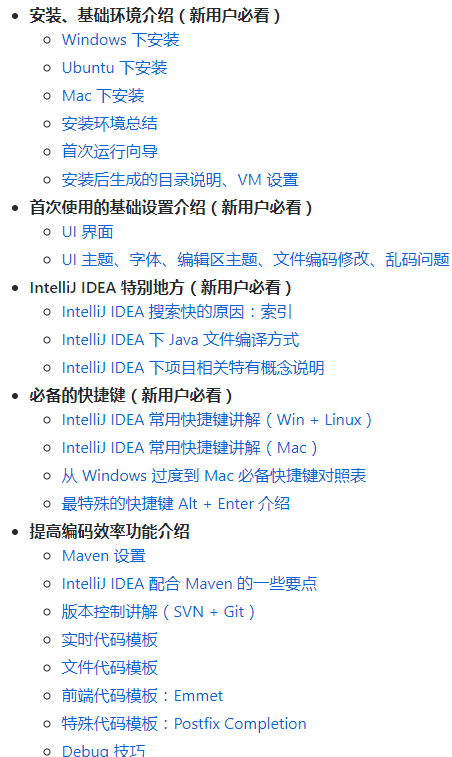 安装、基础环境介绍（新用户必看）
Windows 下安装
Ubuntu 下安装
Mac 下安装
安装环境总结
首次运行向导
安装后生成的目录说明、VM 设置
首次使用的基础设置介绍（新用户必看）
UI 界面
UI 主题、字体、编辑区主题、文件编码修改、乱码问题
IntelliJ IDEA 特别地方（新用户必看）
IntelliJ IDEA 搜索快的原因：索引
IntelliJ IDEA 下 Java 文件编译方式
IntelliJ IDEA 下项目相关特有概念说明
必备的快捷键（新用户必看）
IntelliJ IDEA 常用快捷键讲解（Win + Linux）
IntelliJ IDEA 常用快捷键讲解（Mac）
从 Windows 过度到 Mac 必备快捷键对照表
最特殊的快捷键 Alt + Enter 介绍
提高编码效率功能介绍
Maven 设置
IntelliJ IDEA 配合 Maven 的一些要点
版本控制讲解（SVN + Git）
实时代码模板
文件代码模板
前端代码模板：Emmet
特殊代码模板：Postfix Completion
Debug 技巧